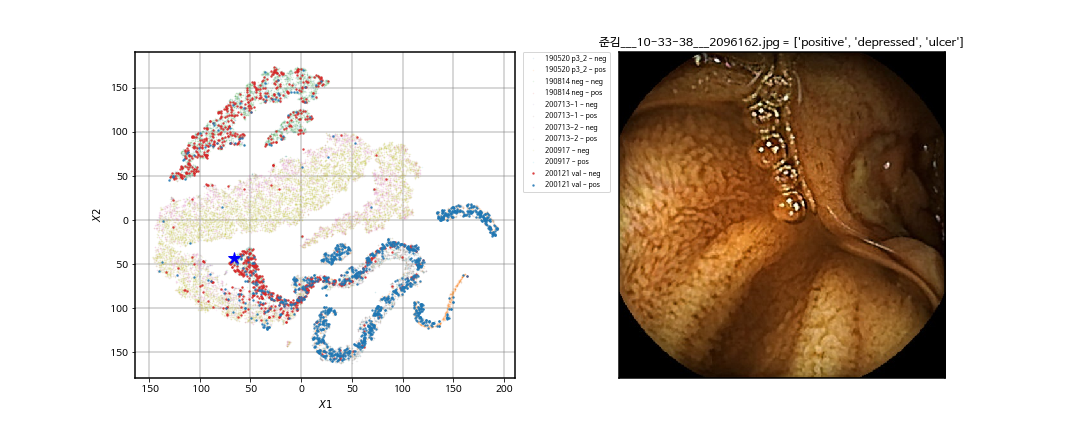 준김___10-33-38___2096162.jpg = ['positive', 'depressed', 'ulcer']
190520 p3_2 - neg
190520 p3_2 - pos
190814 neg - neg
190814 neg - pos
200713-1 - neg
200713-1 - pos
200713-2 - neg
200713-2 - pos
200917 - neg
200917 - pos
200121 val - neg
200121 val - pos
X2
150
100
50
0
50
100
150
150 100 50 0 50 100 150 200
X1